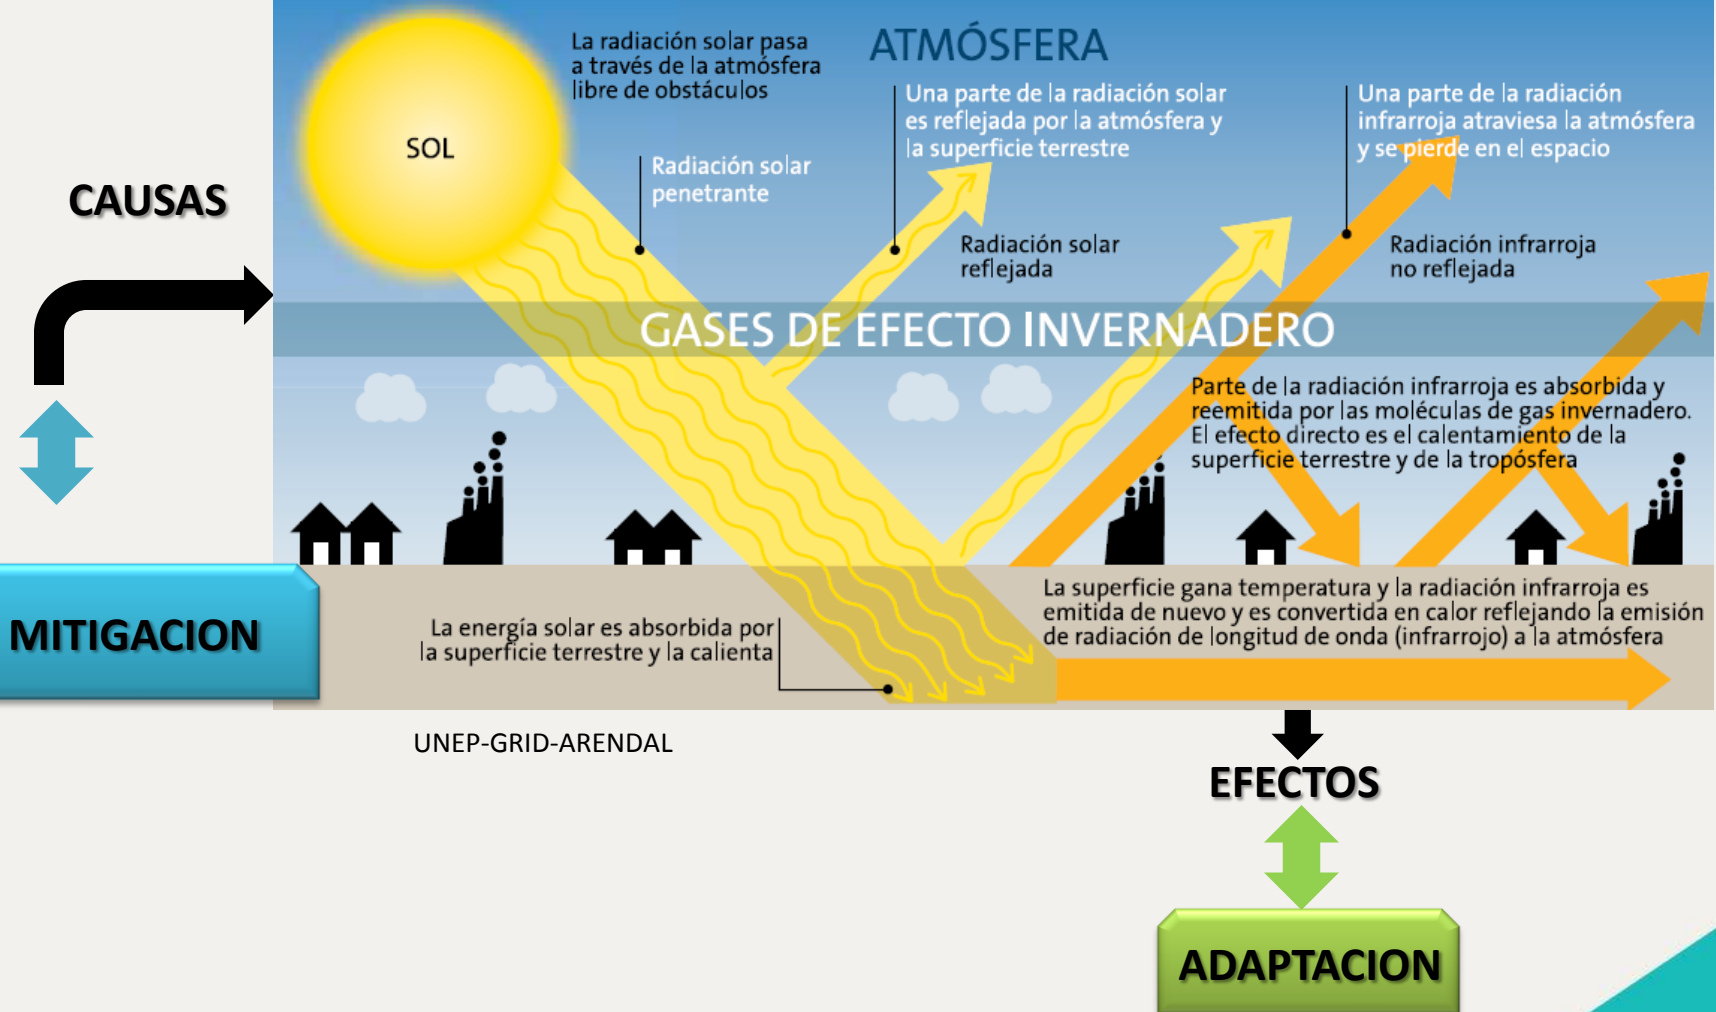 ATMÓSFERA
La radiación solar pasa
a través de la atmósfera
libre de obstáculos
SOL
Radiación solar
penetrante
Una parte de la radiación solar
es reflejada por la atmósfera y
la superficie terrestre
Radiación solar
reflejada
Una parte de la radiación
infrarroja atraviesa la atmósfera
y se pierde en el espacio
Radiación infrarroja
no reflejada
CAUSAS
GASES DE EFECTO INVERNADERO
Parte de la radiación infrarroja es absorbida y
reemitida por las moléculas de gas invernadero.
El efecto directo es el calentamiento de la
superficie terrestre y de la tropósfera
MITIGACION
La energía solar es absorbida por
la superficie terrestre y la calienta
La superficie gana temperatura y la radiación infrarroja es
emitida de nuevo y es convertida en calor reflejando la emisión
de radiación de longitud de onda (infrarrojo) a la atmósfera
UNEP-GRID-ARENDAL
EFECTOS
ADAPTACION